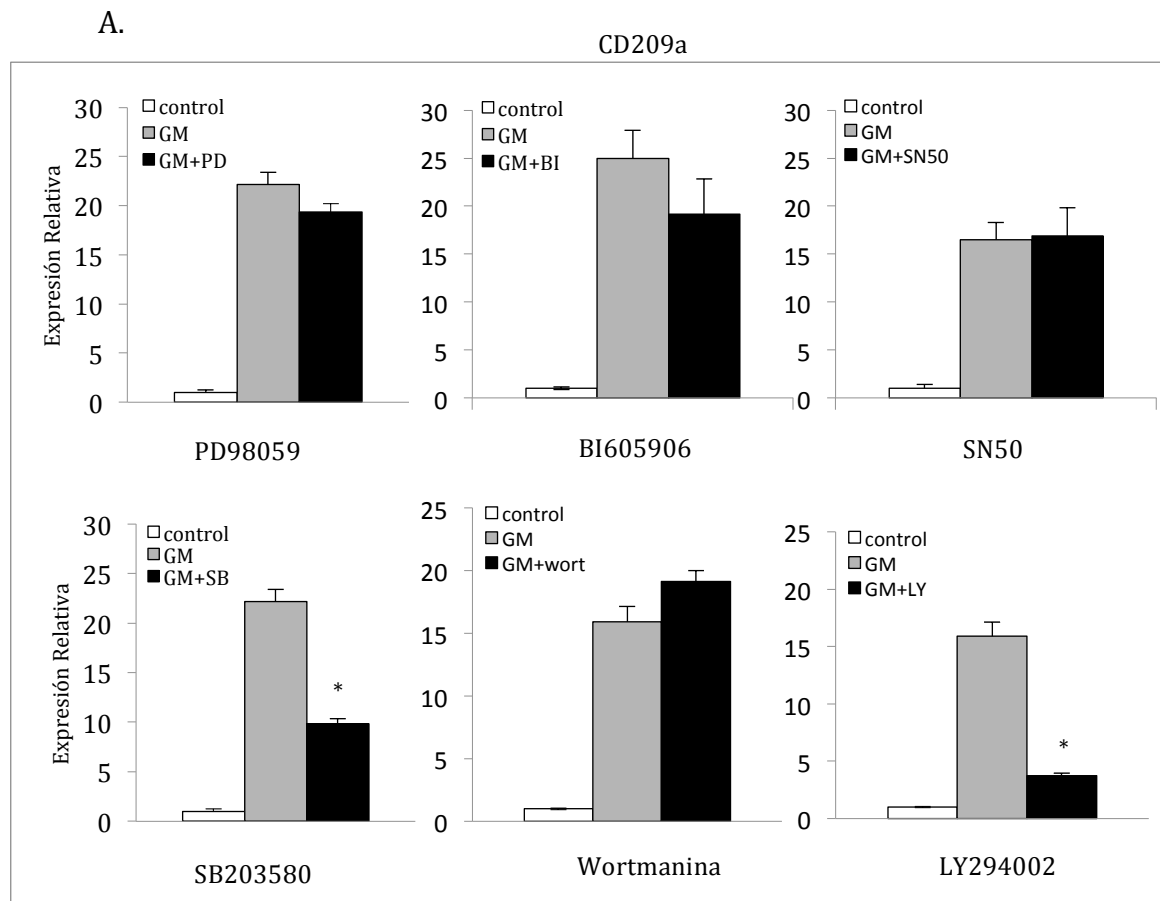 A.
CD209a
Expresión Relativa
30
25
20
15
10
5
0
control
GM
GM+PD
PD98059
30
25
20
15
10
5
0
control
GM
GM+BI
BI605906
30
25
20
15
10
5
0
control
GM
GM+SN50
SN50
Expresión Relativa
30
25
20
15
10
5
0
control
GM
GM+SB
*
SB203580
25
20
15
10
5
0
control
GM
GM+wort
Wortmanina
25
20
15
10
5
0
control
GM
GM+LY
*
LY294002